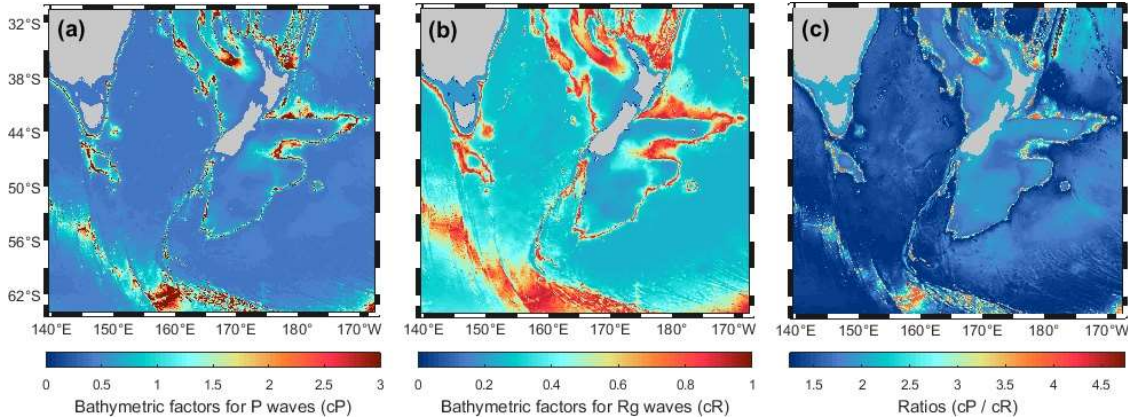 (a) (b) (c)
32°S
38°S
44°S
50°S
56°S
62°S
140°E 150°E 160°E 170°E 180° 170°W 140°E 150°E 160°E 170°E 180° 170°W 140°E 150°E 160°E 170°E 180° 170°W
0 0.5 1 1.5 2 2.5 3 0 0.2 0.4 0.6 0.8 1 1.5 2 2.5 3 3.5 4 4.5
Bathymetric factors for P waves (cP) Bathymetric factors for Rg waves (cR) Ratios (cP / cR)